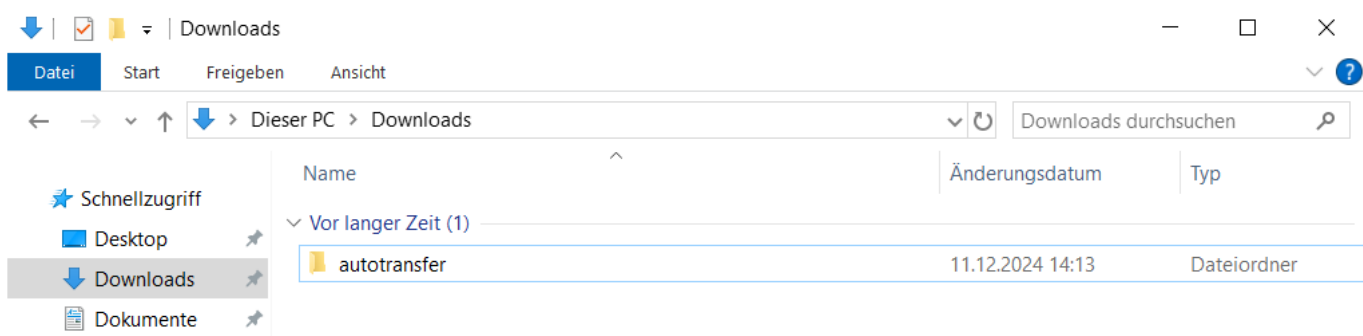 Downloads
Datei Start Freigeben Ansicht ?
Dieser PC > Downloads Downloads durchsuchen
Name Änderungsdatum Typ
Schnellzugriff
Vor langer Zeit (1)
Desktop
autotransfer 11.12.2024 14:13 Dateiordner
Downloads
Dokumente